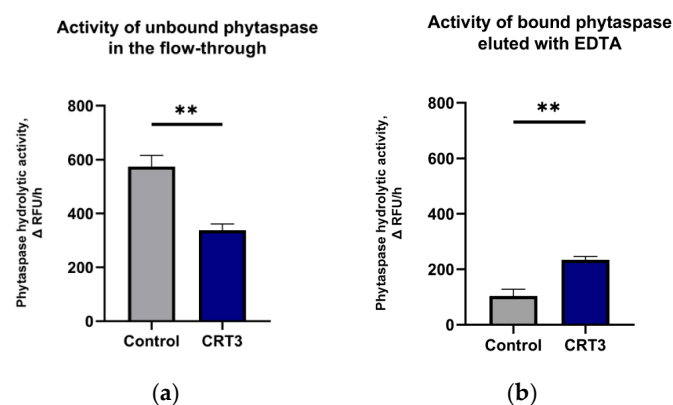 Activity of unbound phytaspase
in the flow-through
Phytaspase hydrolytic activity,
Δ RFU/h
800
600
400
200
0
**
Control
CRT3
(a)
Activity of bound phytaspase
eluted with EDTA
Phytaspase hydrolytic activity,
Δ RFU/h
800
600
400
200
0
**
Control
CRT3
(b)